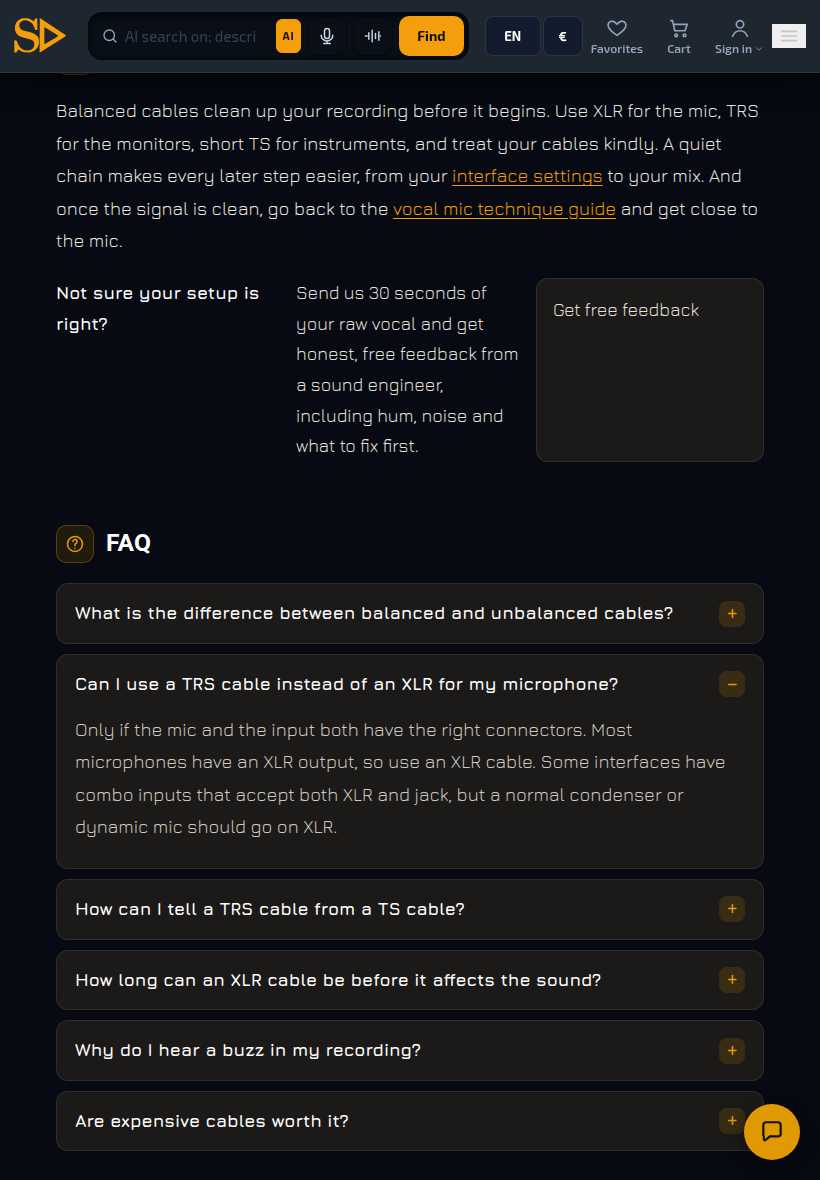 SD
AI search on: descri
AI
Find
EN
€
Favorites
Cart
Sign in
Balanced cables clean up your recording before it begins. Use XLR for the mic, TRS
for the monitors, short TS for instruments, and treat your cables kindly. A quiet
chain makes every later step easier, from your interface settings to your mix. And
once the signal is clean, go back to the vocal mic technique guide and get close to
the mic.
Not sure your setup is
right?
Send us 30 seconds of
your raw vocal and get
honest, free feedback from
a sound engineer,
including hum, noise and
what to fix first.
Get free feedback
FAQ
What is the difference between balanced and unbalanced cables?
+
Can I use a TRS cable instead of an XLR for my microphone?
−
Only if the mic and the input both have the right connectors. Most
microphones have an XLR output, so use an XLR cable. Some interfaces have
combo inputs that accept both XLR and jack, but a normal condenser or
dynamic mic should go on XLR.
How can I tell a TRS cable from a TS cable?
+
How long can an XLR cable be before it affects the sound?
+
Why do I hear a buzz in my recording?
+
Are expensive cables worth it?
+